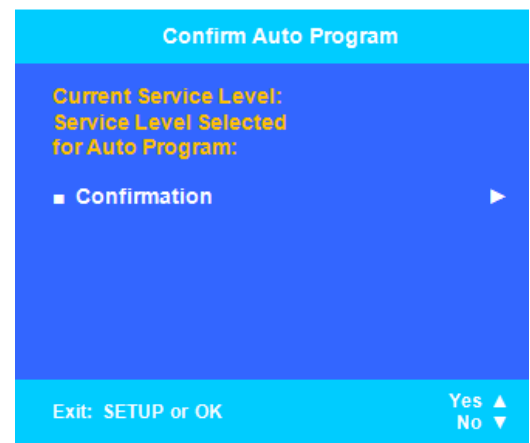 Confirm Auto Program
Current Service Level:
Service Level Selected
for Auto Program:
■ Confirmation ►
Exit: SETUP or OK
Yes ▲
No ▼